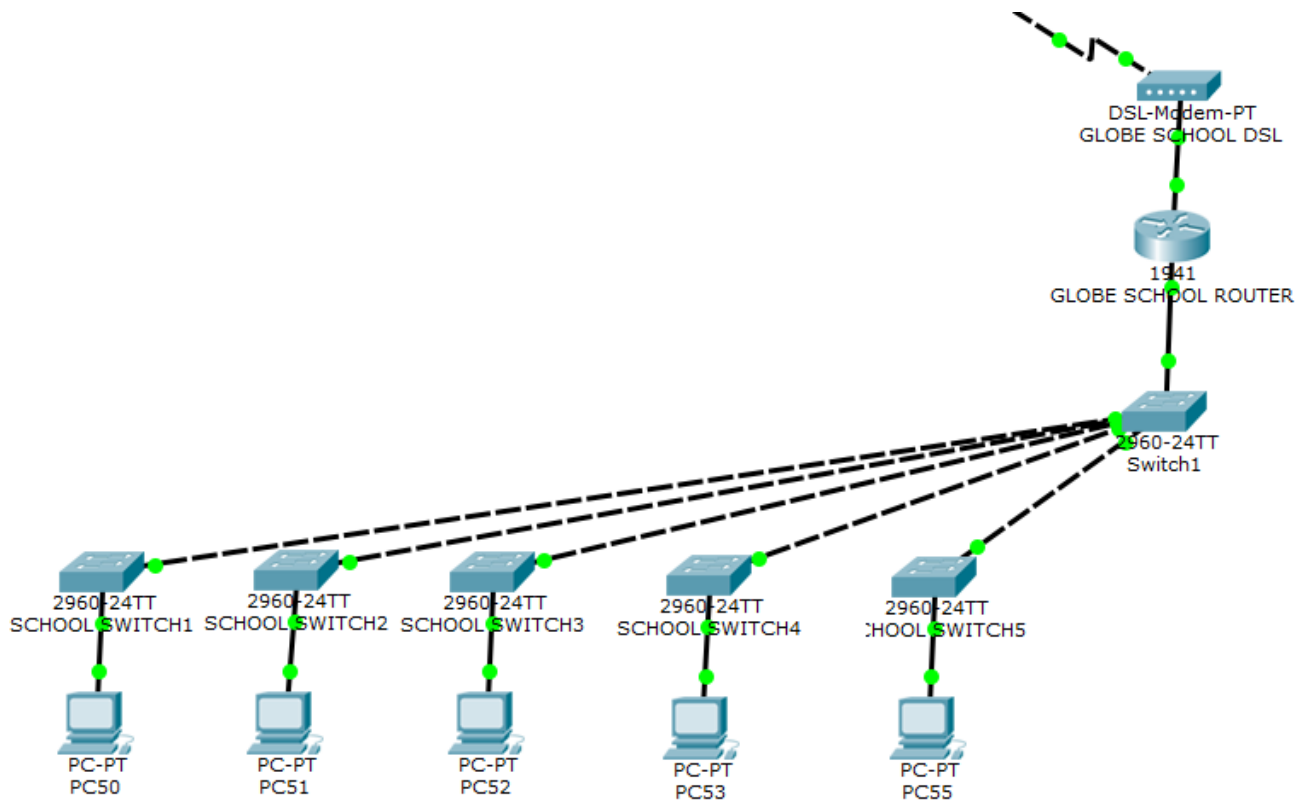 DSL-Modem-PT
GLOBE SCHOOL DSL
1941
GLOBE SCHOOL ROUTER
2960-24TT
Switch1
2960-24TT
SCHOOL SWITCH1
2960-24TT
SCHOOL SWITCH2
2960-24TT
SCHOOL SWITCH3
2960-24TT
SCHOOL SWITCH4
2960-24TT
CHOOL SWITCH5
PC-PT
PC50
PC-PT
PC51
PC-PT
PC52
PC-PT
PC53
PC-PT
PC55